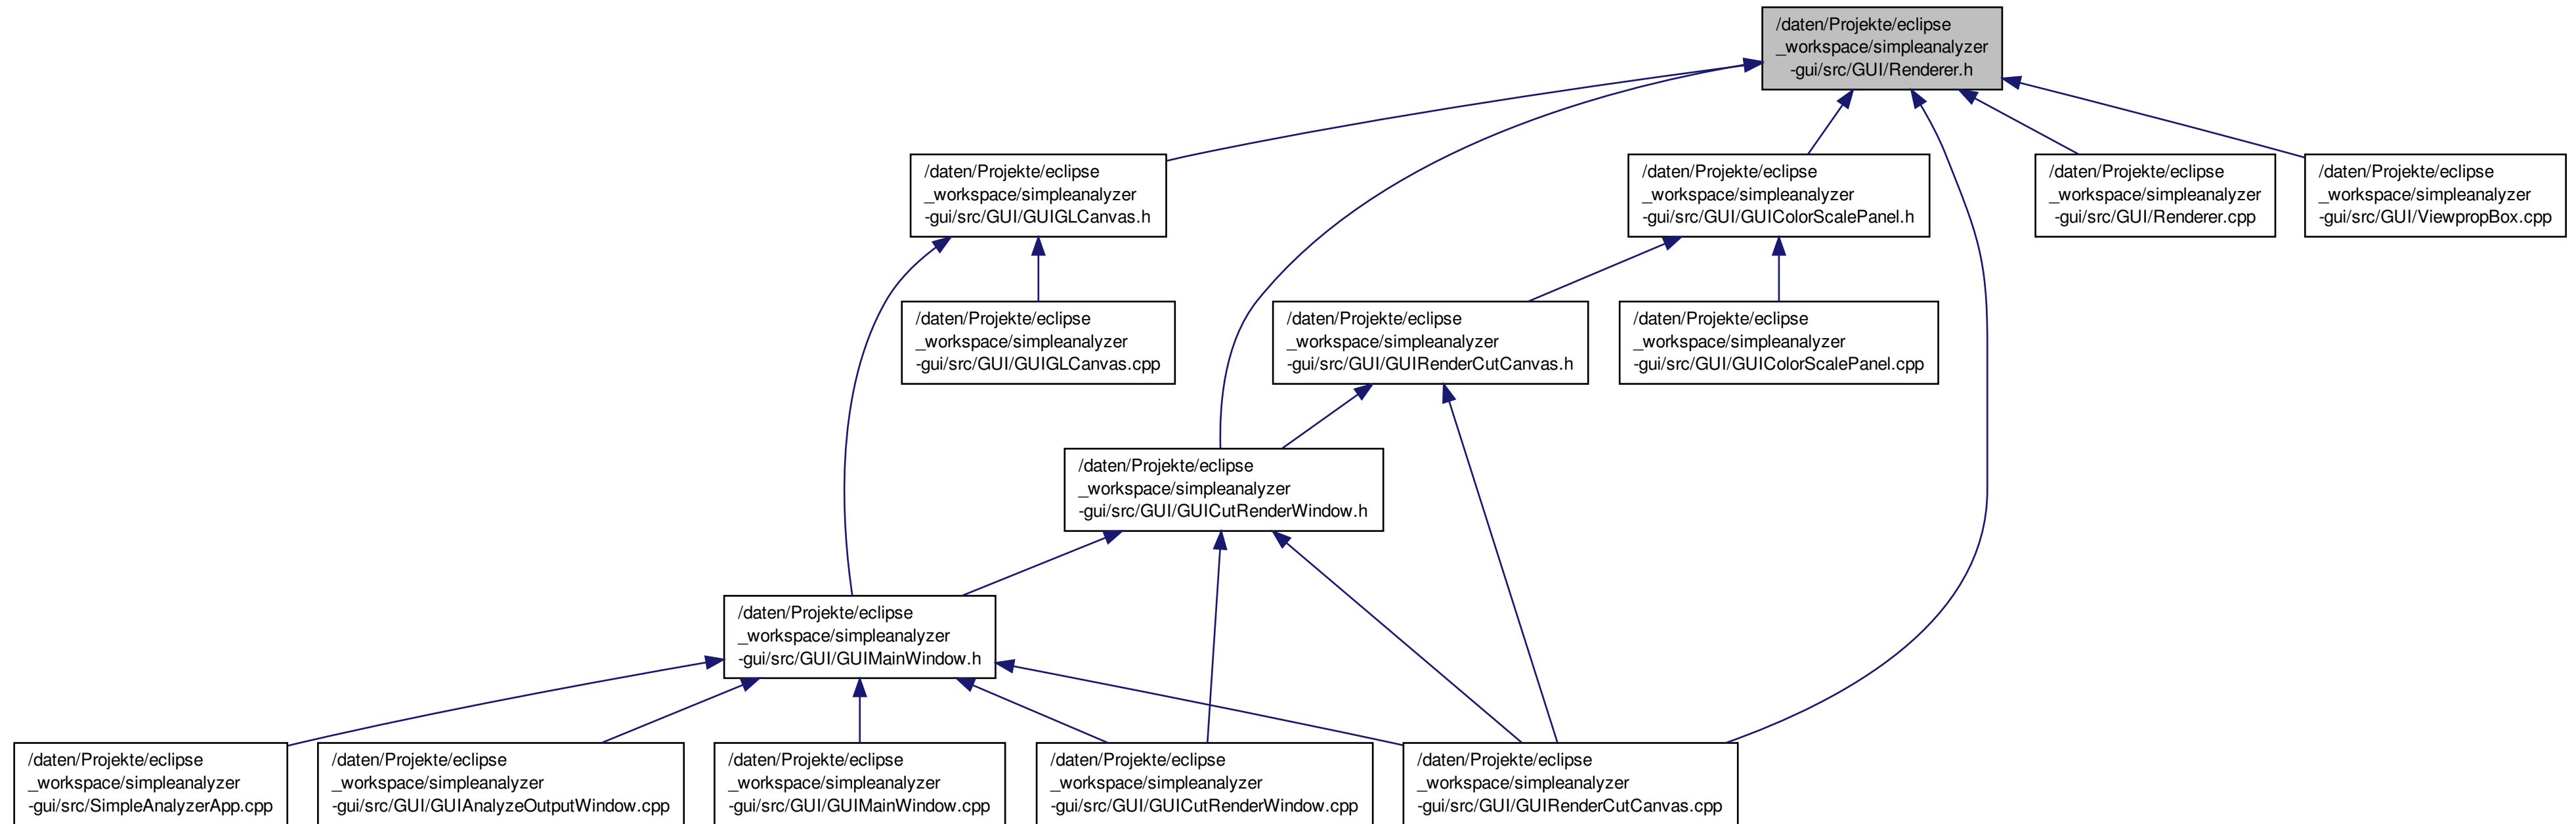 /daten/Projekte/eclipse
_workspace/simpleanalyzer
-gui/src/GUI/Renderer.h
/daten/Projekte/eclipse
_workspace/simpleanalyzer
-gui/src/GUI/GUIGLCanvas.h
/daten/Projekte/eclipse
_workspace/simpleanalyzer
-gui/src/GUI/GUIColorScalePanel.h
/daten/Projekte/eclipse
_workspace/simpleanalyzer
-gui/src/GUI/Renderer.cpp
/daten/Projekte/eclipse
_workspace/simpleanalyzer
-gui/src/GUI/ViewpropBox.cpp
/daten/Projekte/eclipse
_workspace/simpleanalyzer
-gui/src/GUI/GUIGLCanvas.cpp
/daten/Projekte/eclipse
_workspace/simpleanalyzer
-gui/src/GUI/GUIRenderCutCanvas.h
/daten/Projekte/eclipse
_workspace/simpleanalyzer
-gui/src/GUI/GUIColorScalePanel.cpp
/daten/Projekte/eclipse
_workspace/simpleanalyzer
-gui/src/GUI/GUICutRenderWindow.h
/daten/Projekte/eclipse
_workspace/simpleanalyzer
-gui/src/GUI/GUIMainWindow.h
/daten/Projekte/eclipse
_workspace/simpleanalyzer
-gui/src/SimpleAnalyzerApp.cpp
/daten/Projekte/eclipse
_workspace/simpleanalyzer
-gui/src/GUI/GUIAnalyzeOutputWindow.cpp
/daten/Projekte/eclipse
_workspace/simpleanalyzer
-gui/src/GUI/GUIMainWindow.cpp
/daten/Projekte/eclipse
_workspace/simpleanalyzer
-gui/src/GUI/GUICutRenderWindow.cpp
/daten/Projekte/eclipse
_workspace/simpleanalyzer
-gui/src/GUI/GUIRenderCutCanvas.cpp